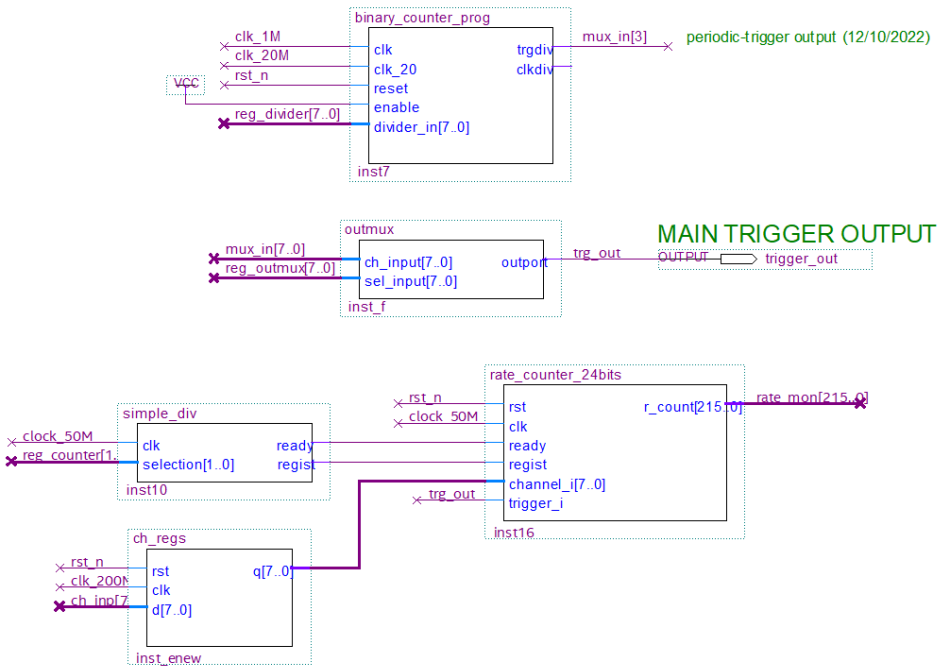 binary_counter_prog
clk_1M
clk
trgdiv
mux_in[3]
periodic-trigger output (12/10/2022)
clk_20M
clk_20
clkdiv
rst_n
reset
VCC
enable
reg_divider[7..0]
divider_in[7..0]
inst7
outmux
MAIN TRIGGER OUTPUT
mux_in[7..0]
ch_input[7..0]
outport
trg_out
OUTPUT
trigger_out
reg_outmux[7..0]
sel_input[7..0]
inst_f
rate_counter_24bits
rst_n
rst
r_count[215..0]
rate_mon[215..0]
clock_50M
clk
simple_div
clock_50M
clk
ready
ready
reg_counter[1..
selection[1..0]
regist
regist
channel_i[7..0]
inst10
trg_out
trigger_i
inst16
ch_regs
rst_n
rst
q[7..0]
clk_200M
clk
ch_inp[7
d[7..0]
inst_enew